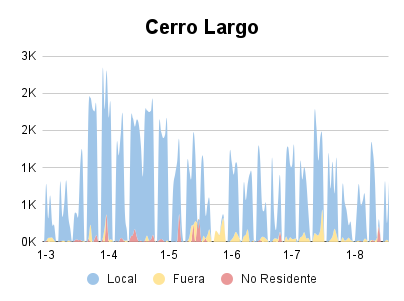 Cerro Largo
3K
2K
2K
1K
1K
0K
1-3 1-4 1-5 1-6 1-7 1-8
Local Fuera No Residente